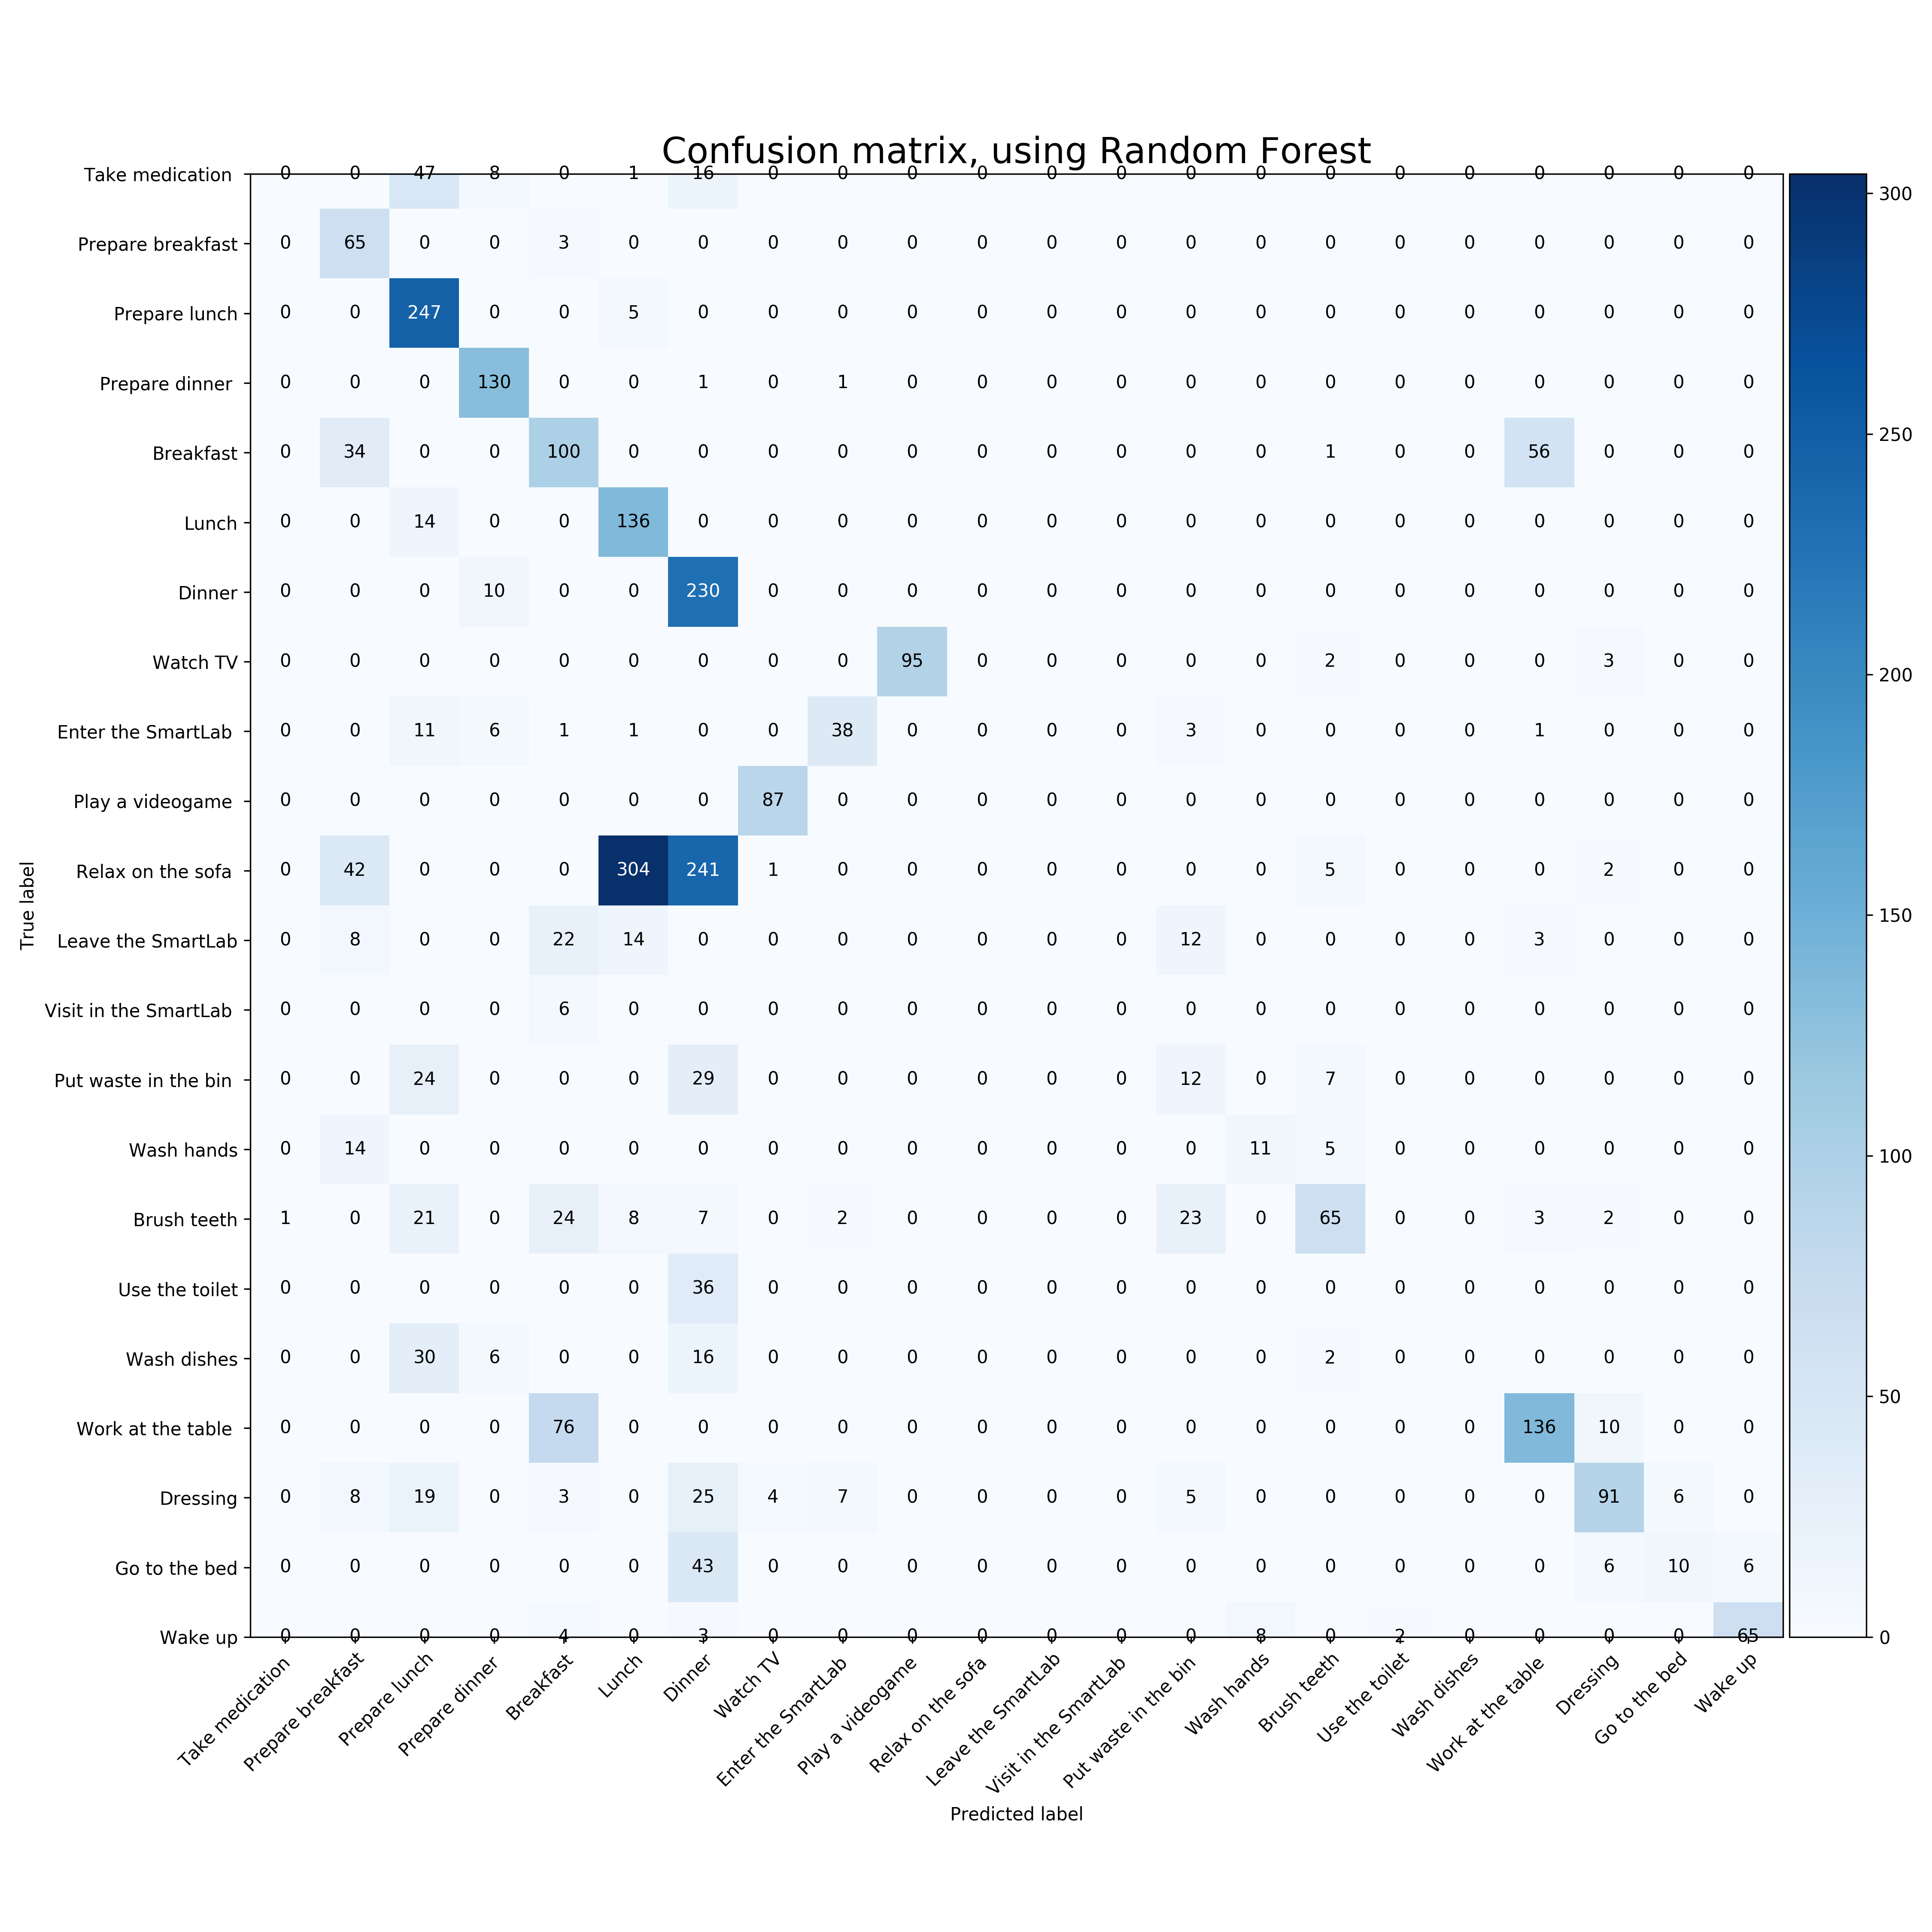 Confusion matrix, using Random Forest
Take medication 0 0 47 8 0 1 16 0 0 0 0 0 0 0 0 0 0 0 0 0 0 0
Prepare breakfast 0 65 0 0 3 0 0 0 0 0 0 0 0 0 0 0 0 0 0 0 0 0
Prepare lunch 0 0 247 0 0 5 0 0 0 0 0 0 0 0 0 0 0 0 0 0 0 0
Prepare dinner 0 0 0 130 0 0 1 0 1 0 0 0 0 0 0 0 0 0 0 0 0 0
Breakfast 0 34 0 0 100 0 0 0 0 0 0 0 0 0 0 1 0 0 56 0 0 0
Lunch 0 0 14 0 0 136 0 0 0 0 0 0 0 0 0 0 0 0 0 0 0 0
Dinner 0 0 0 10 0 0 230 0 0 0 0 0 0 0 0 0 0 0 0 0 0 0
Watch TV 0 0 0 0 0 0 0 0 0 95 0 0 0 0 0 2 0 0 0 3 0 0
Enter the SmartLab 0 0 11 6 1 1 0 0 38 0 0 0 0 3 0 0 0 0 1 0 0 0
Play a videogame 0 0 0 0 0 0 0 87 0 0 0 0 0 0 0 0 0 0 0 0 0 0
Relax on the sofa 0 42 0 0 0 304 241 1 0 0 0 0 0 0 0 5 0 0 0 2 0 0
Leave the SmartLab 0 8 0 0 22 14 0 0 0 0 0 0 0 12 0 0 0 0 3 0 0 0
Visit in the SmartLab 0 0 0 0 6 0 0 0 0 0 0 0 0 0 0 0 0 0 0 0 0 0
Put waste in the bin 0 0 24 0 0 0 29 0 0 0 0 0 0 12 0 7 0 0 0 0 0 0
Wash hands 0 14 0 0 0 0 0 0 0 0 0 0 0 0 11 5 0 0 0 0 0 0
Brush teeth 1 0 21 0 24 8 7 0 2 0 0 0 0 23 0 65 0 0 3 2 0 0
Use the toilet 0 0 0 0 0 0 36 0 0 0 0 0 0 0 0 0 0 0 0 0 0 0
Wash dishes 0 0 30 6 0 0 16 0 0 0 0 0 0 0 0 2 0 0 0 0 0 0
Work at the table 0 0 0 0 76 0 0 0 0 0 0 0 0 0 0 0 0 0 136 10 0 0
Dressing 0 8 19 0 3 0 25 4 7 0 0 0 0 5 0 0 0 0 0 91 6 0
Go to the bed 0 0 0 0 0 0 43 0 0 0 0 0 0 0 0 0 0 0 0 6 10 6
Wake up 0 0 0 0 4 0 3 0 0 0 0 0 0 0 8 0 2 0 0 0 0 65
True label
Take medication
Prepare breakfast
Prepare lunch
Prepare dinner
Breakfast
Lunch
Dinner
Watch TV
Enter the SmartLab
Play a videogame
Relax on the sofa
Leave the SmartLab
Visit in the SmartLab
Put waste in the bin
Wash hands
Brush teeth
Use the toilet
Wash dishes
Work at the table
Dressing
Go to the bed
Wake up
Predicted label
300
250
200
150
100
50
0